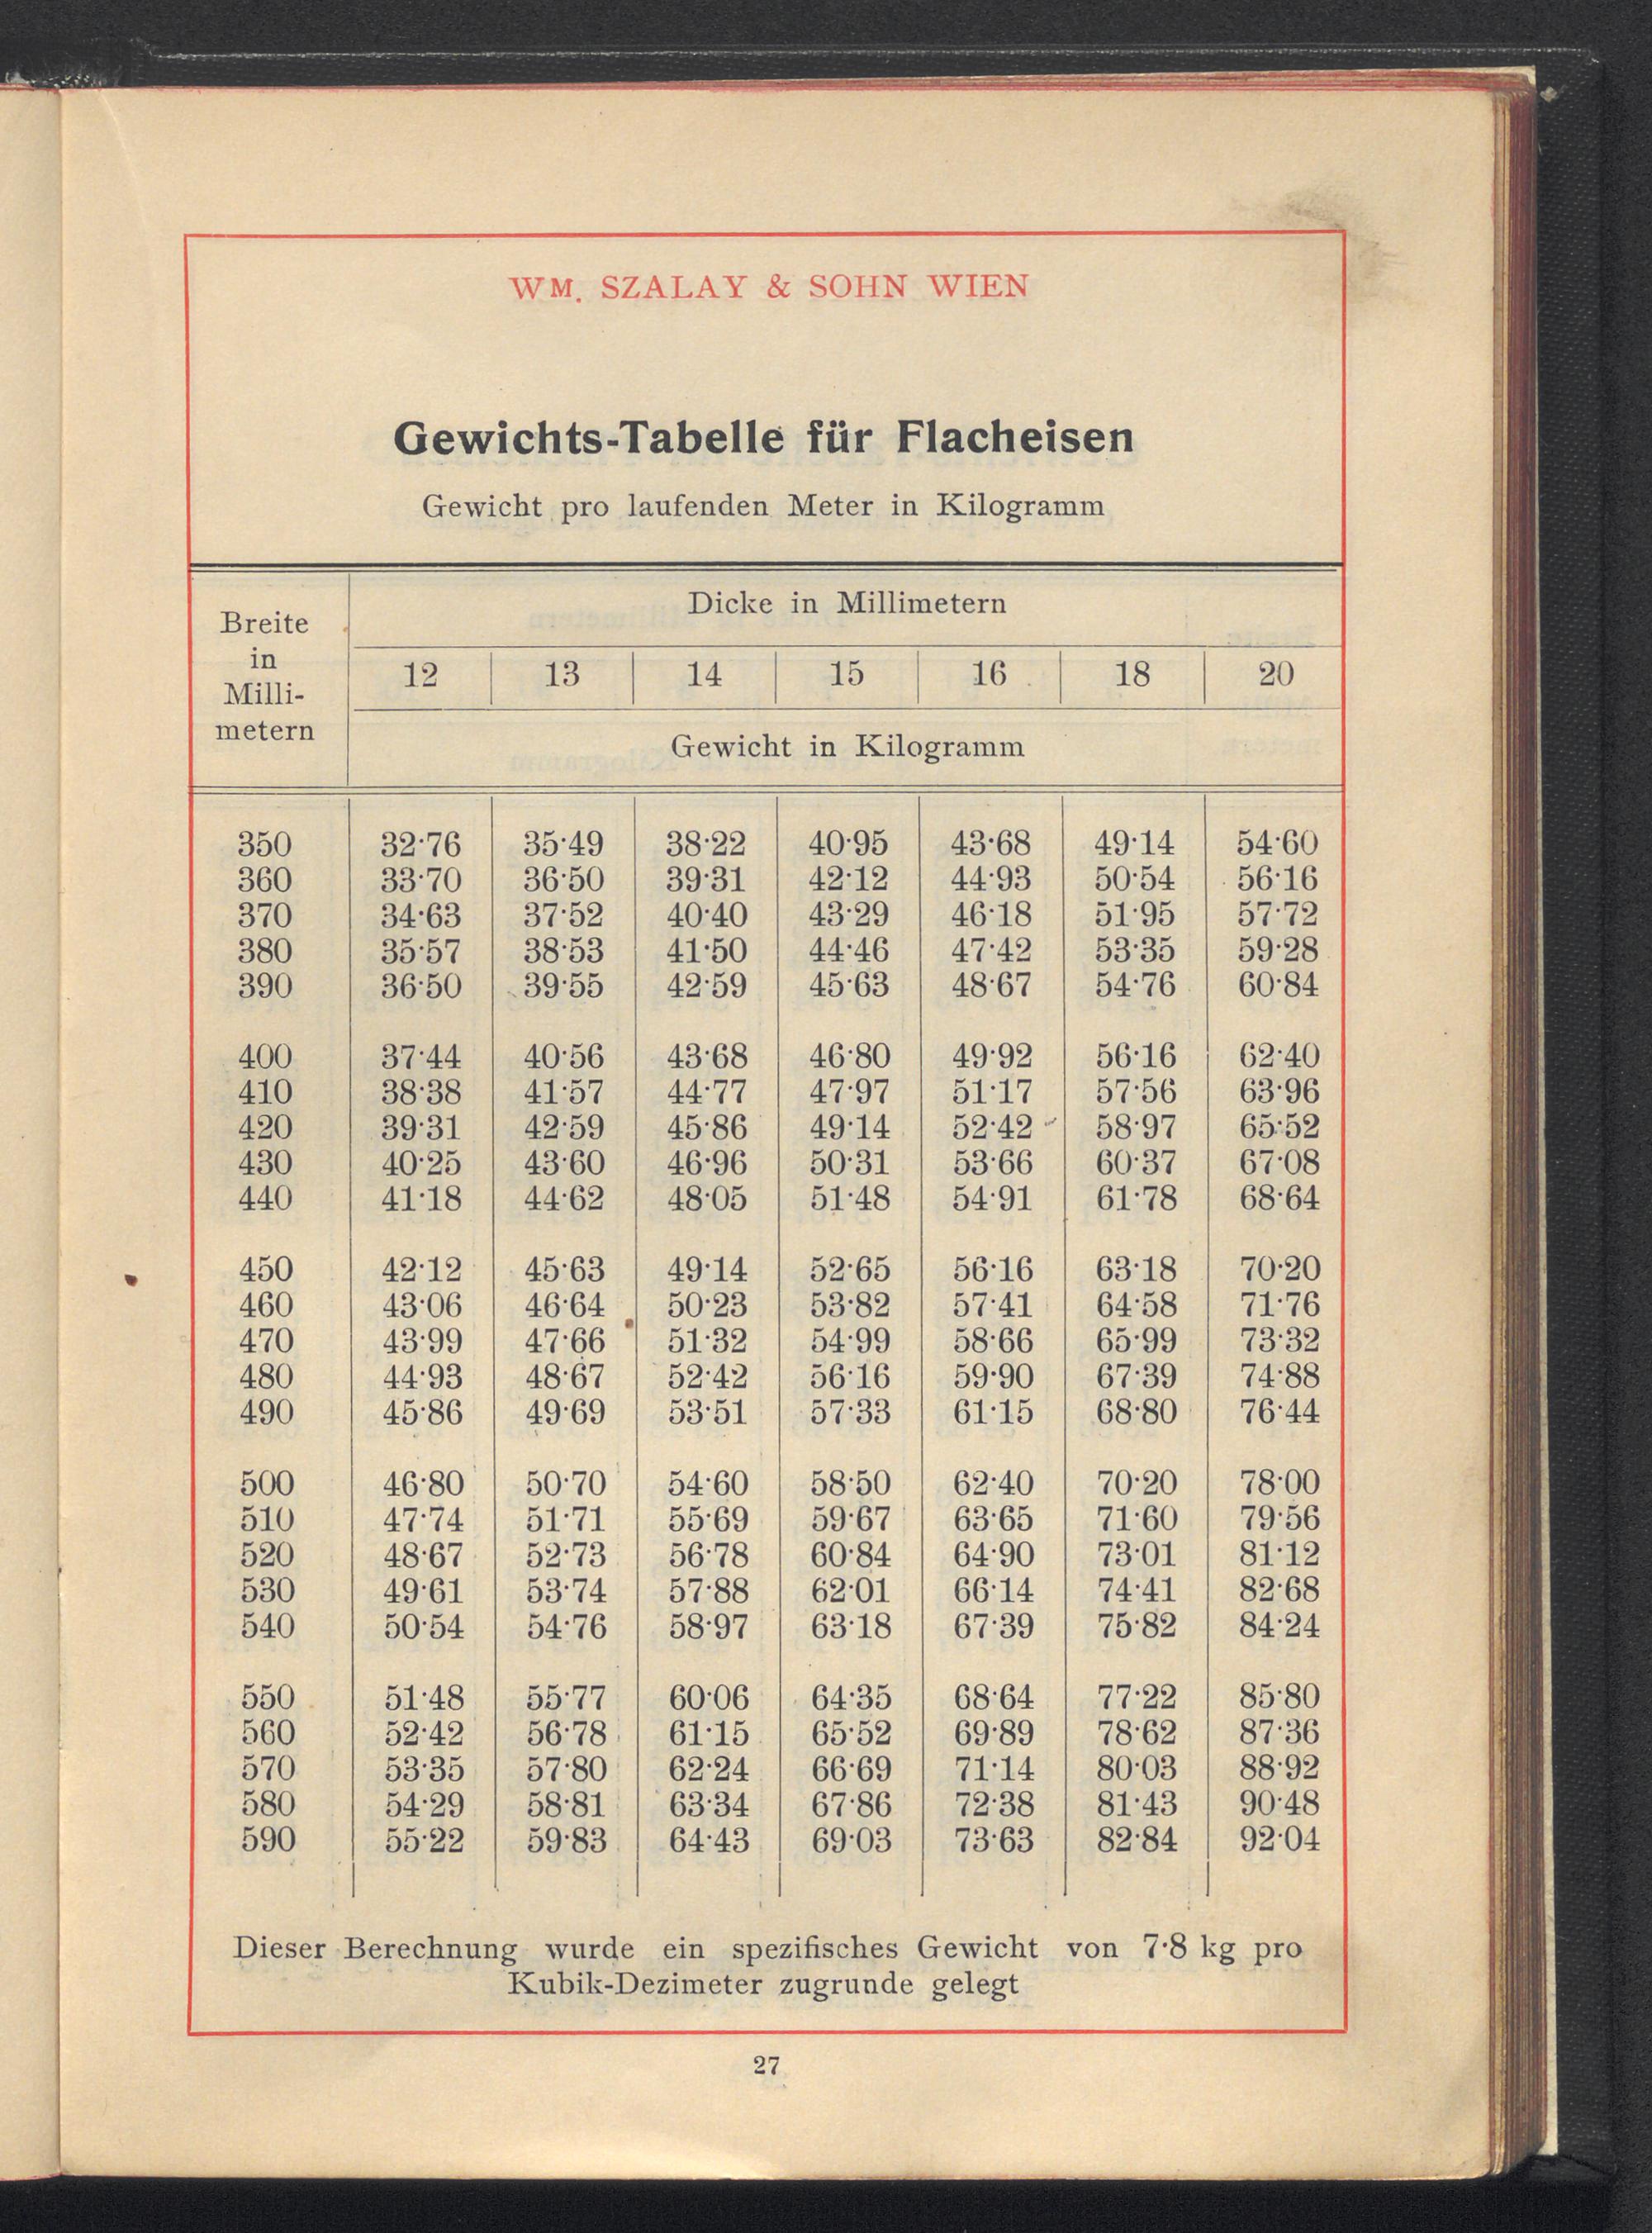 WM. SZALAY & SOHN WIEN
Gewichts-Tabelle für Flacheisen
Gewicht pro laufenden Meter in Kilogramm
Breite in Milli-metern
Dicke in Millimetern
12 13 14 15 16 18 20
Gewicht in Kilogramm
350 32·76 35·49 38·22 40·95 43·68 49·14 54·60
360 33·70 36·50 39·31 42·12 44·93 50·54 56·16
370 34·63 37·52 40·40 43·29 46·18 51·95 57·72
380 35·57 38·53 41·50 44·46 47·42 53·35 59·28
390 36·50 39·55 42·59 45·63 48·67 54·76 60·84
400 37·44 40·56 43·68 46·80 49·92 56·16 62·40
410 38·38 41·57 44·77 47·97 51·17 57·56 63·96
420 39·31 42·59 45·86 49·14 52·42 58·97 65·52
430 40·25 43·60 46·96 50·31 53·66 60·37 67·08
440 41·18 44·62 48·05 51·48 54·91 61·78 68·64
450 42·12 45·63 49·14 52·65 56·16 63·18 70·20
460 43·06 46·64 50·23 53·82 57·41 64·58 71·76
470 43·99 47·66 51·32 54·99 58·66 65·99 73·32
480 44·93 48·67 52·42 56·16 59·90 67·39 74·88
490 45·86 49·69 53·51 57·33 61·15 68·80 76·44
500 46·80 50·70 54·60 58·50 62·40 70·20 78·00
510 47·74 51·71 55·69 59·67 63·65 71·60 79·56
520 48·67 52·73 56·78 60·84 64·90 73·01 81·12
530 49·61 53·74 57·88 62·01 66·14 74·41 82·68
540 50·54 54·76 58·97 63·18 67·39 75·82 84·24
550 51·48 55·77 60·06 64·35 68·64 77·22 85·80
560 52·42 56·78 61·15 65·52 69·89 78·62 87·36
570 53·35 57·80 62·24 66·69 71·14 80·03 88·92
580 54·29 58·81 63·34 67·86 72·38 81·43 90·48
590 55·22 59·83 64·43 69·03 73·63 82·84 92·04
Dieser Berechnung wurde ein spezifisches Gewicht von 7·8 kg pro
Kubik-Dezimeter zugrunde gelegt
27